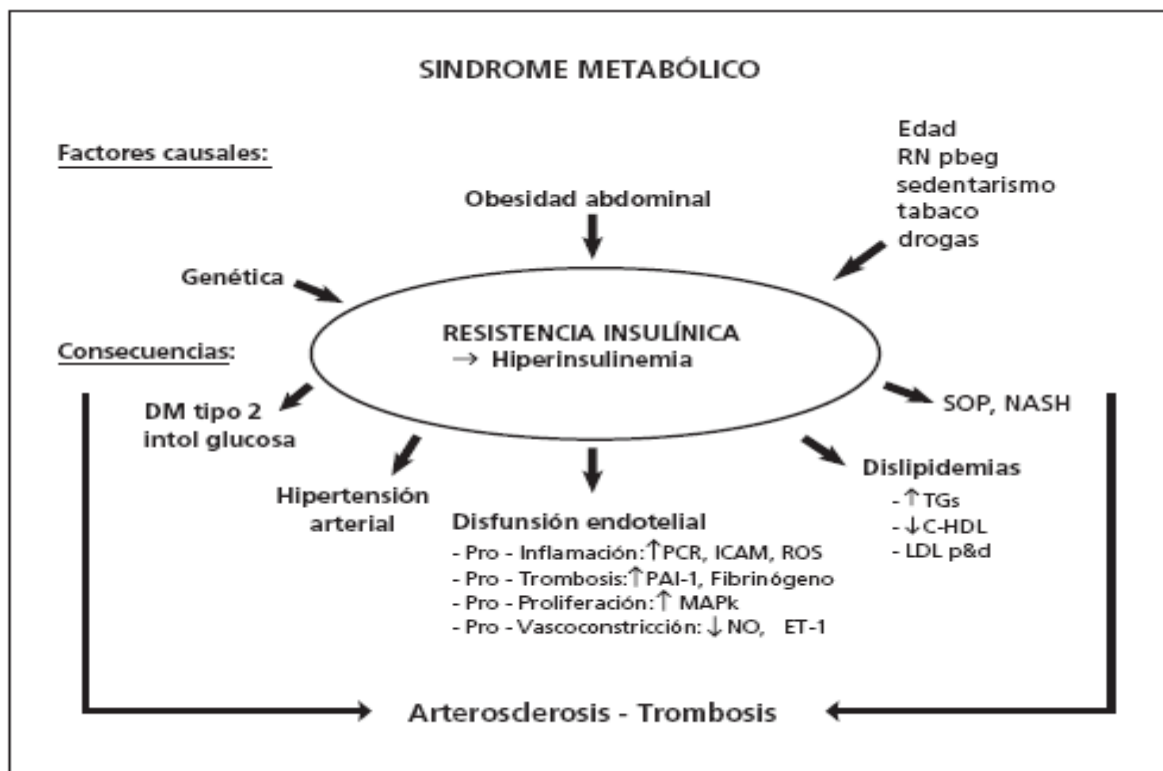 SINDROME METABÓLICO
Factores causales:
Edad
RN pbeg
sedentarismo
tabaco
drogas
Obesidad abdominal
Genética
RESISTENCIA INSULÍNICA
→ Hiperinsulinemia
Consecuencias:
DM tipo 2
intol glucosa
SOP, NASH
Hipertensión
arterial
Disfunsión endotelial
- Pro - Inflamación:↑PCR, ICAM, ROS
- Pro - Trombosis:↑PAI-1, Fibrinógeno
- Pro - Proliferación:↑ MAPk
- Pro - Vascoconstricción:↓NO, ET-1
Dislipidemias
-↑TGs
-↓C-HDL
- LDL p&d
Arterosclerosis - Trombosis